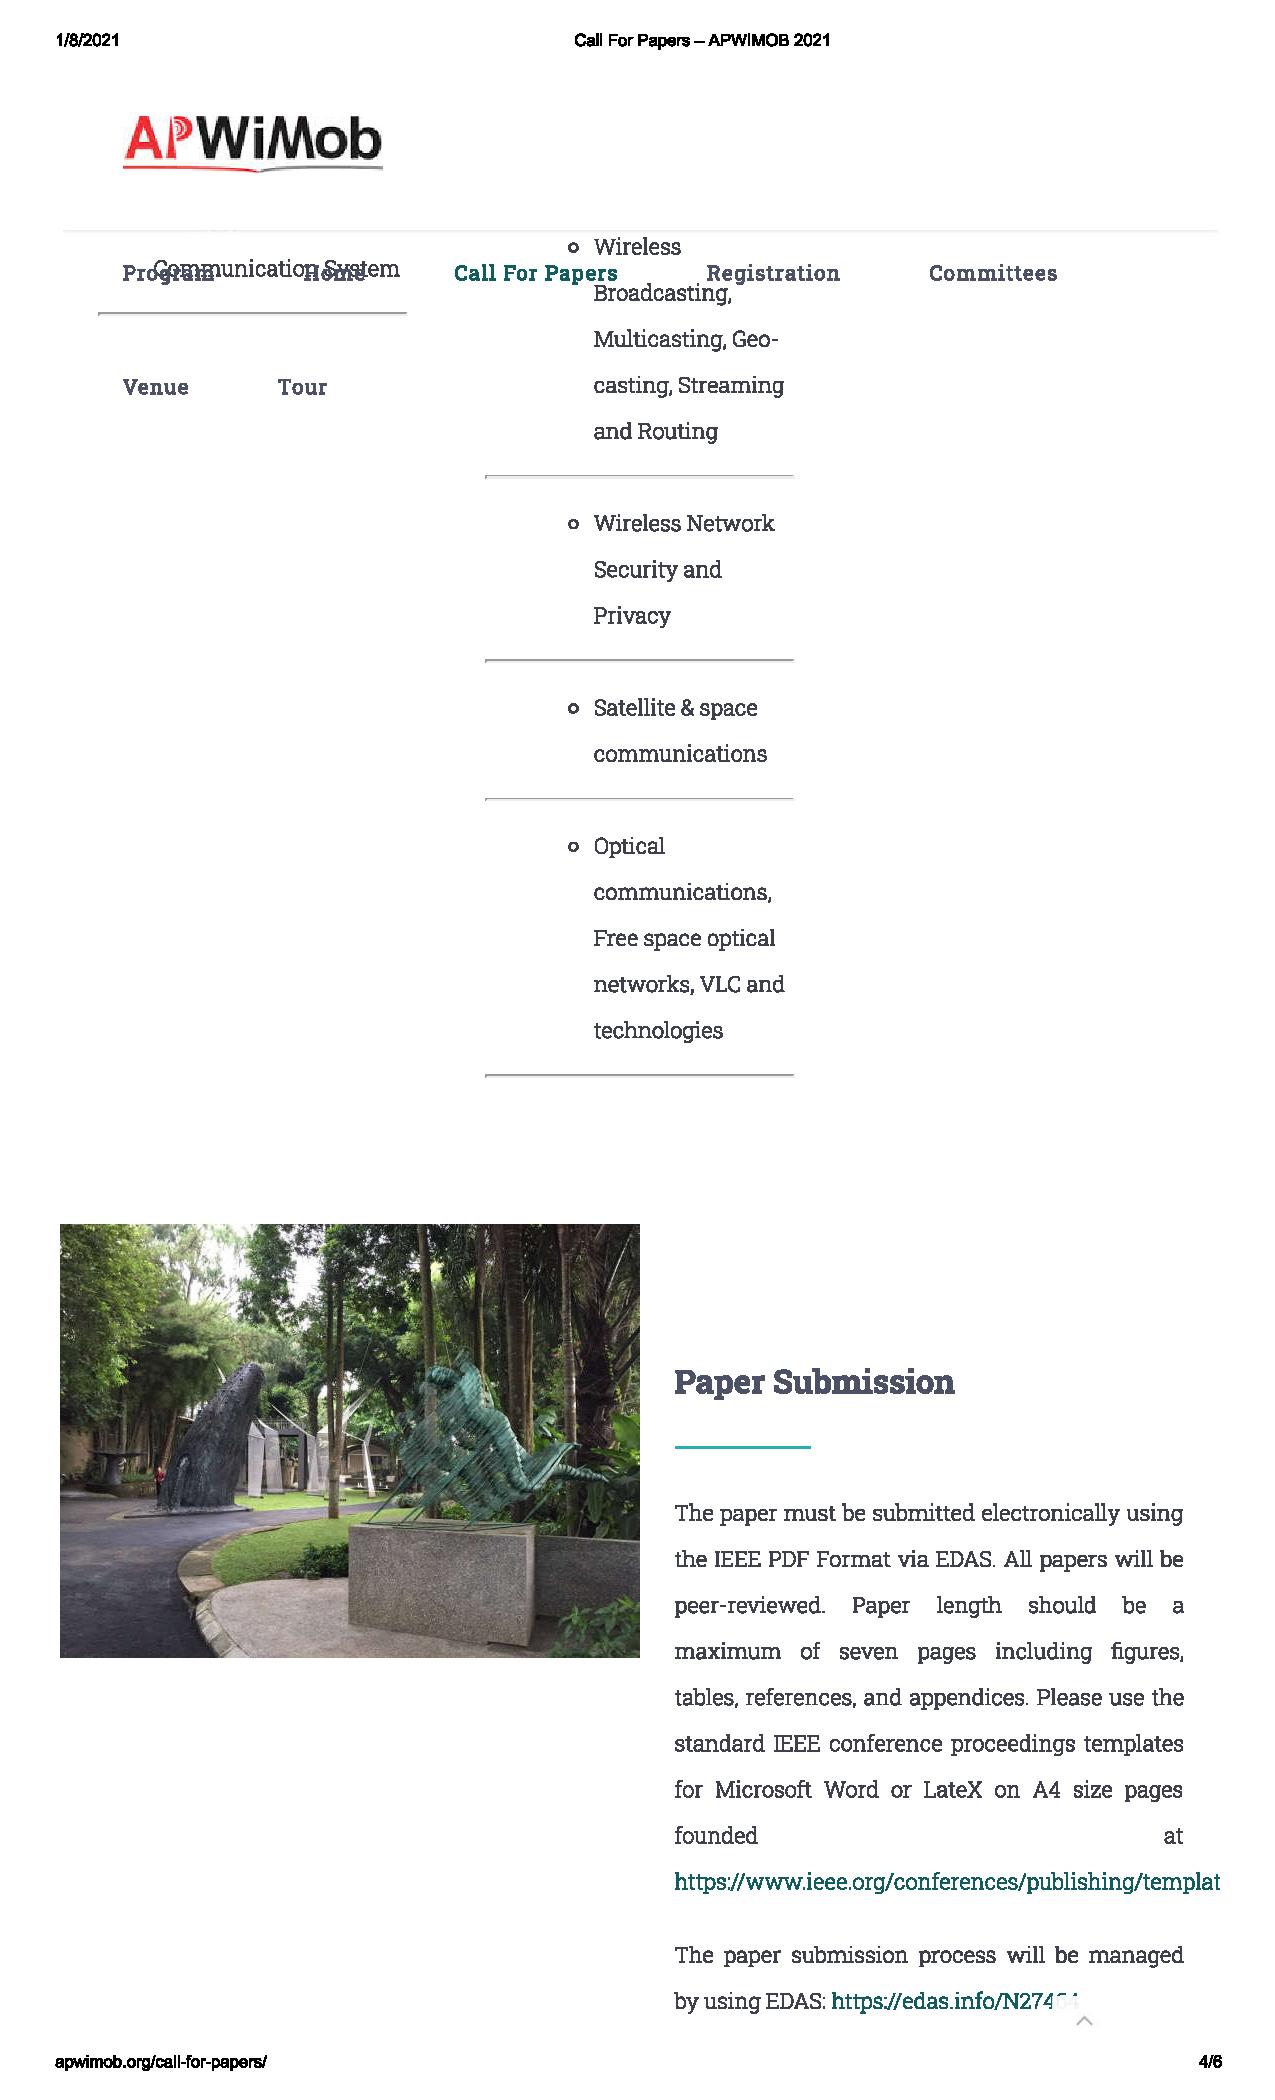 1/8/2021 Call For Papers – APWIMOB 2021
APWiMob
Communication System
Program Home Call For Papers Registration Committees
Venue Tour
Wireless
Broadcasting,
Multicasting, Geo-
casting, Streaming
and Routing
Wireless Network
Security and
Privacy
Satellite & space
communications
Optical
communications,
Free space optical
networks, VLC and
technologies
Paper Submission
The paper must be submitted electronically using
the IEEE PDF Format via EDAS. All papers will be
peer-reviewed. Paper length should be a
maximum of seven pages including figures,
tables, references, and appendices. Please use the
standard IEEE conference proceedings templates
for Microsoft Word or LateX on A4 size pages
founded at
https://www.ieee.org/conferences/publishing/templat
The paper submission process will be managed
by using EDAS:
apwimob.org/call-for-papers/ 4/6